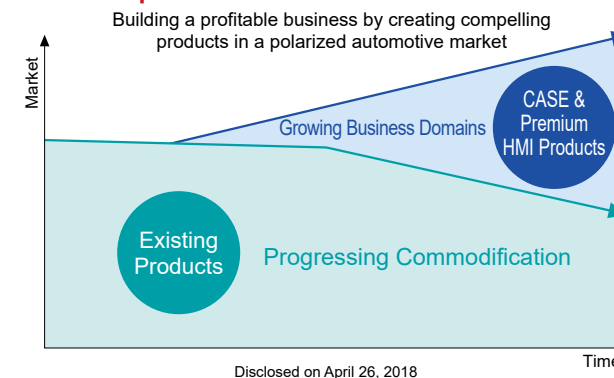 Building a profitable business by creating compelling
products in a polarized automotive market
Market
Growing Business Domains
CASE &
Premium
HMI Products
Existing
Products
Progressing Commodification
Time
Disclosed on April 26, 2018